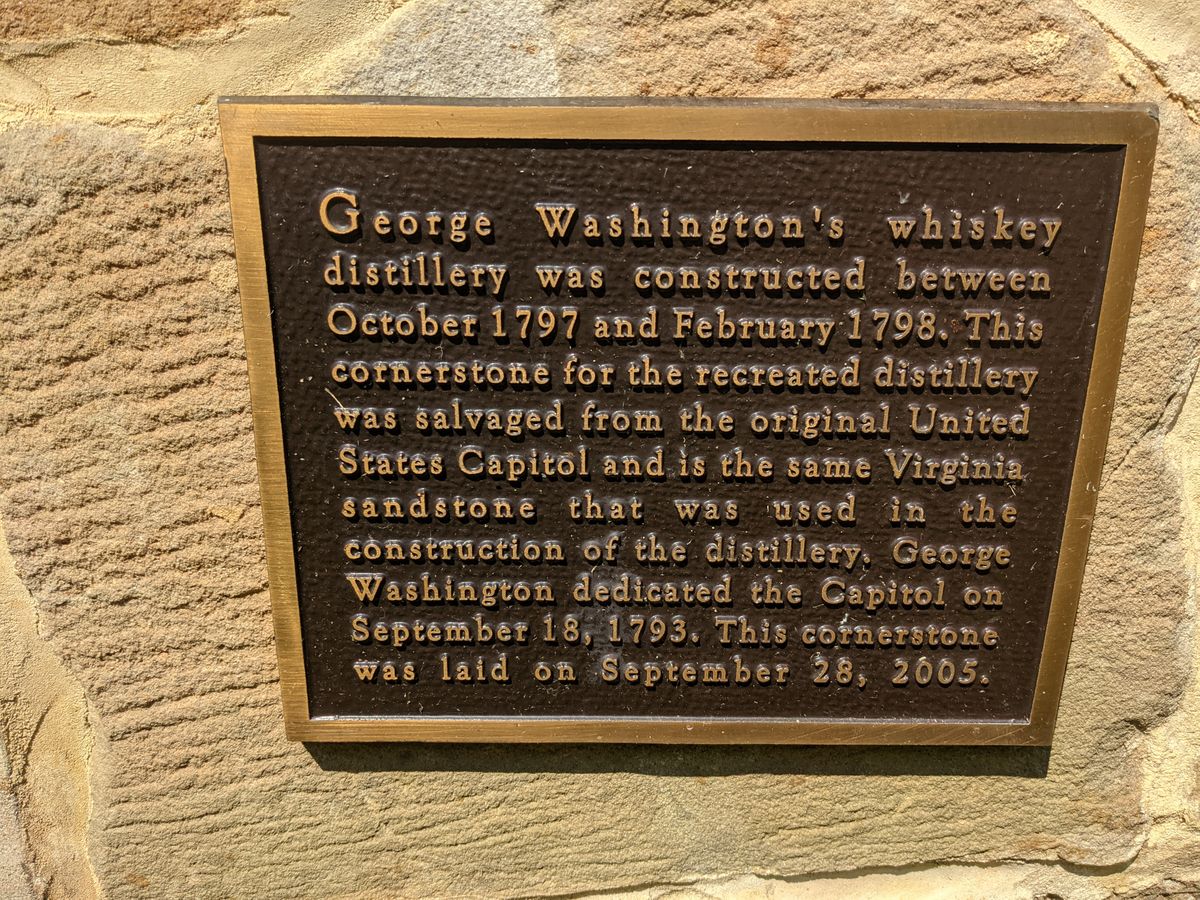 George Washington's whiskey
distillery was constructed between
October 1797 and February 1798. This
cornerstone for the recreated distillery
was salvaged from the original United
States Capitol and is the same Virginia
sandstone that was used in the
construction of the distillery. George
Washington dedicated the Capitol on
September 18, 1793. This cornerstone
was laid on September 28, 2005.